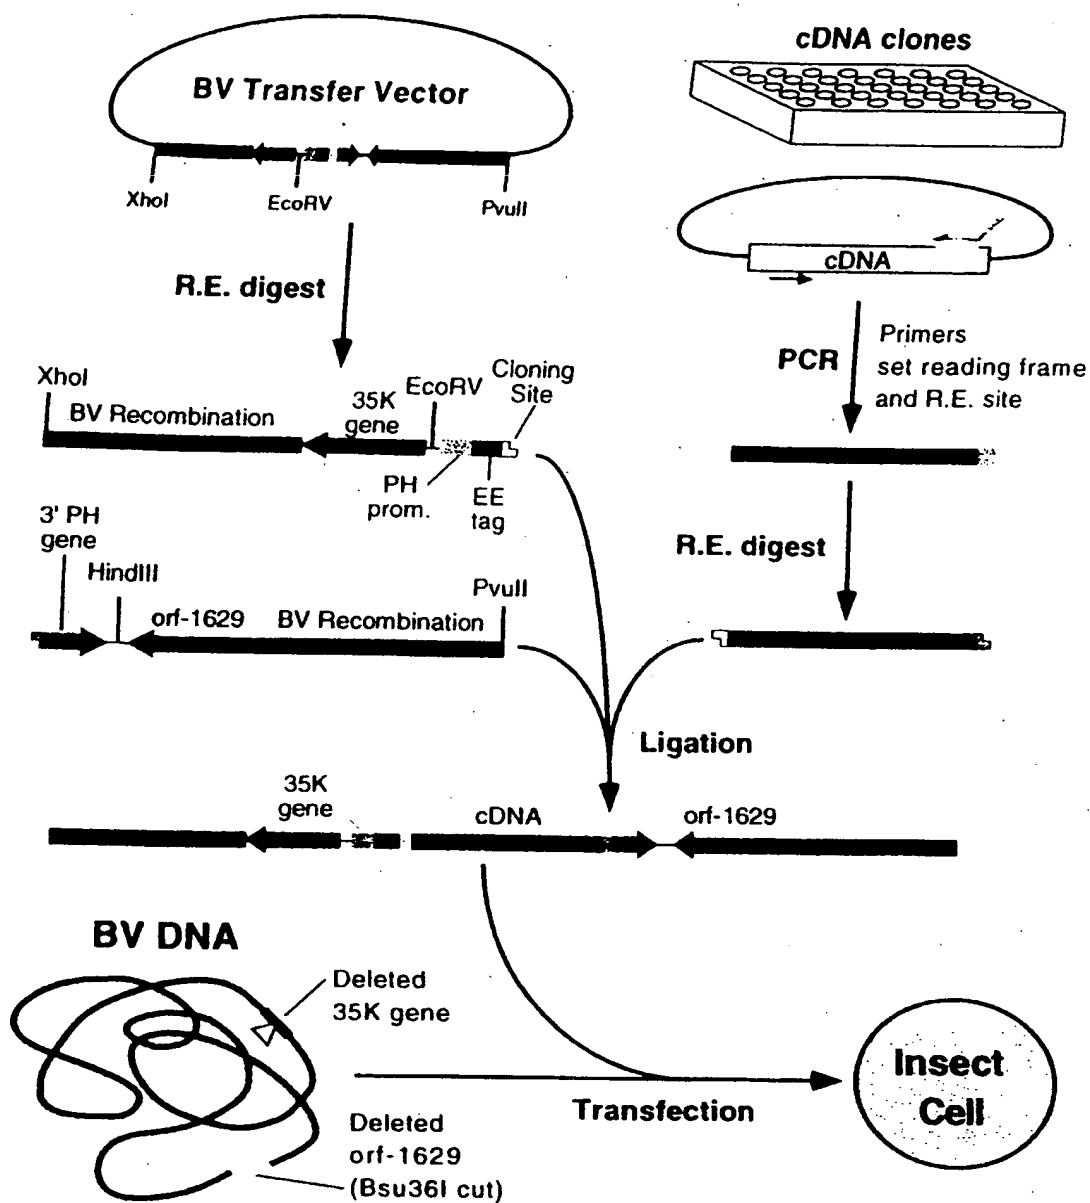 cDNA clones
BV Transfer Vector
XhoI
EcoRV
PvuII
cDNA
R.E. digest
PCR
Primers
set reading frame
and R.E. site
XhoI
BV Recombination
35K
gene
EcoRV
Cloning
Site
PH
prom.
EE
tag
3' PH
gene
HindIII
orf-1629
BV Recombination
PvuII
R.E. digest
Ligation
35K
gene
cDNA
orf-1629
BV DNA
Deleted
35K gene
Deleted
orf-1629
(Bsu36I cut)
Transfection
Insect
Cell